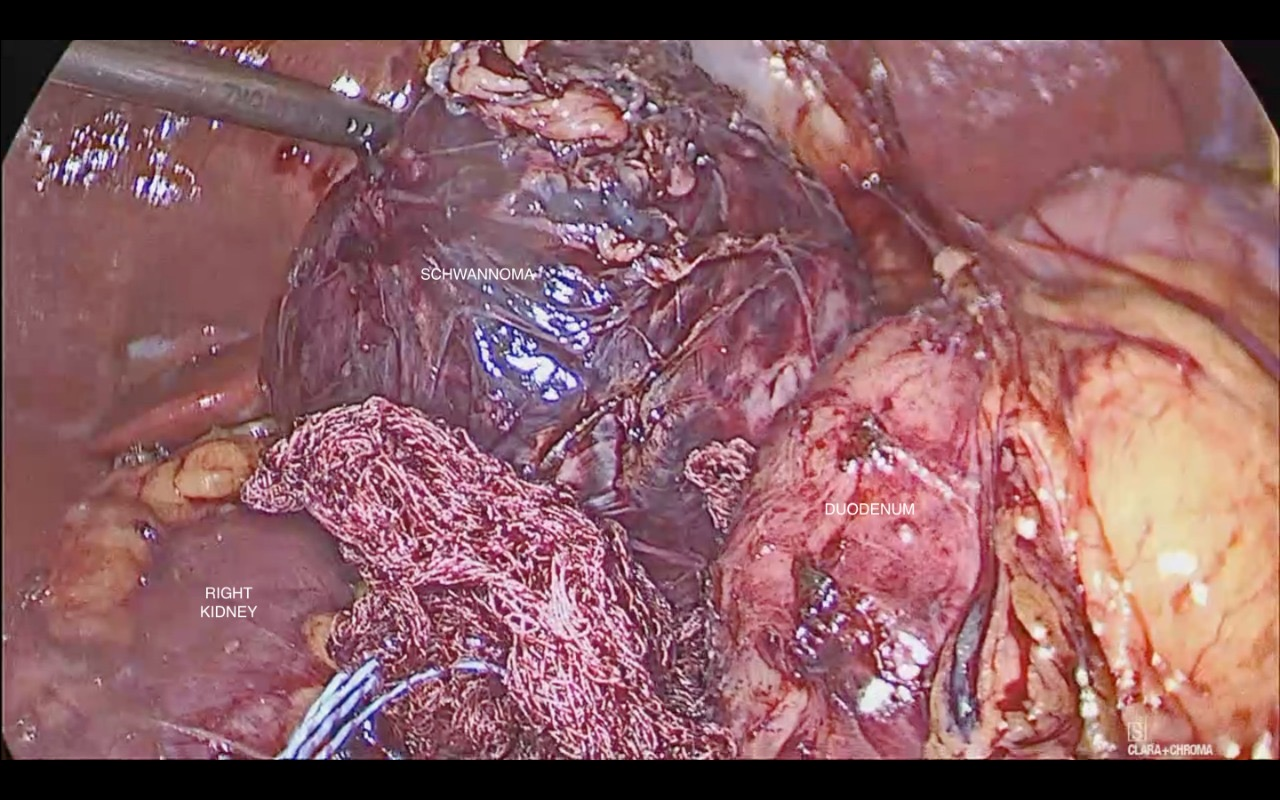 SCHWANNOMA
DUODENUM
RIGHT
KIDNEY
S
CLARA+CHROMA